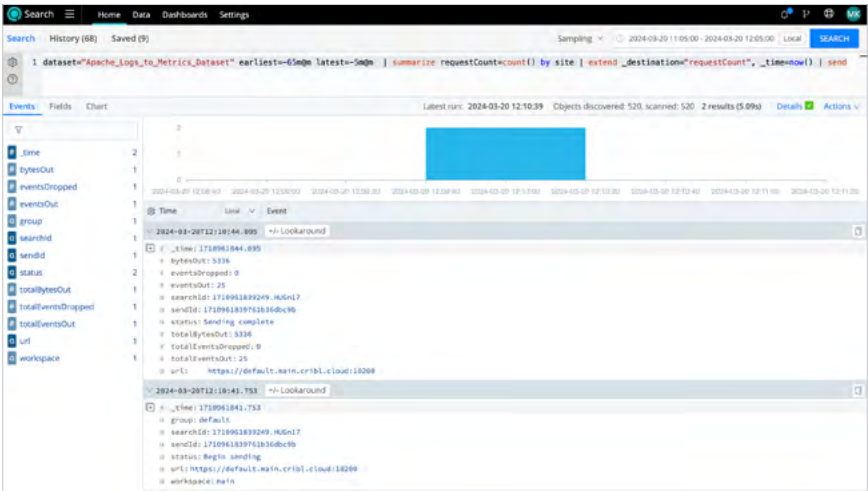 Search Home Data Dashboards Settings MK
Search History (68) Saved (9) Sampling 2024-03-20 11:05:00 - 2024-03-20 12:05:00 Local SEARCH
1 dataset="Apache_Logs_to_Metrics_Dataset" earliest=-65m@m latest=-5m@m | summarize requestCount=count() by site | extend _destination="requestCount", _time=now() | send
Events Fields Chart Latest run: 2024-03-20 12:10:39 Objects discovered: 520, scanned: 520 2 results (5.09s) Details Actions
2
1
0
_time 2
bytesOut 1
eventsDropped 1
eventsOut 1
group 1
searchId 1
sendId 1
status 2
totalBytesOut 1
totalEventsDropped 1
totalEventsOut 1
url 1
workspace 1
Time Local Event
2024-03-20T12:10:44.095 +/- Lookaround
# _time: 1710961844.095
# bytesOut: 5336
# eventsDropped: 0
# eventsOut: 25
a searchId: 1710961839249.HUGn17
a sendId: 1710961839761b36dbc9b
a status: Sending complete
# totalBytesOut: 5336
# totalEventsDropped: 0
# totalEventsOut: 25
a url: https://default.main.cribl.cloud:10200
2024-03-20T12:10:41.753 +/- Lookaround
# _time: 1710961841.753
a group: default
a searchId: 1710961839249.HUGn17
a sendId: 1710961839761b36dbc9b
a status: Begin sending
a url: https://default.main.cribl.cloud:10200
a workspace: main